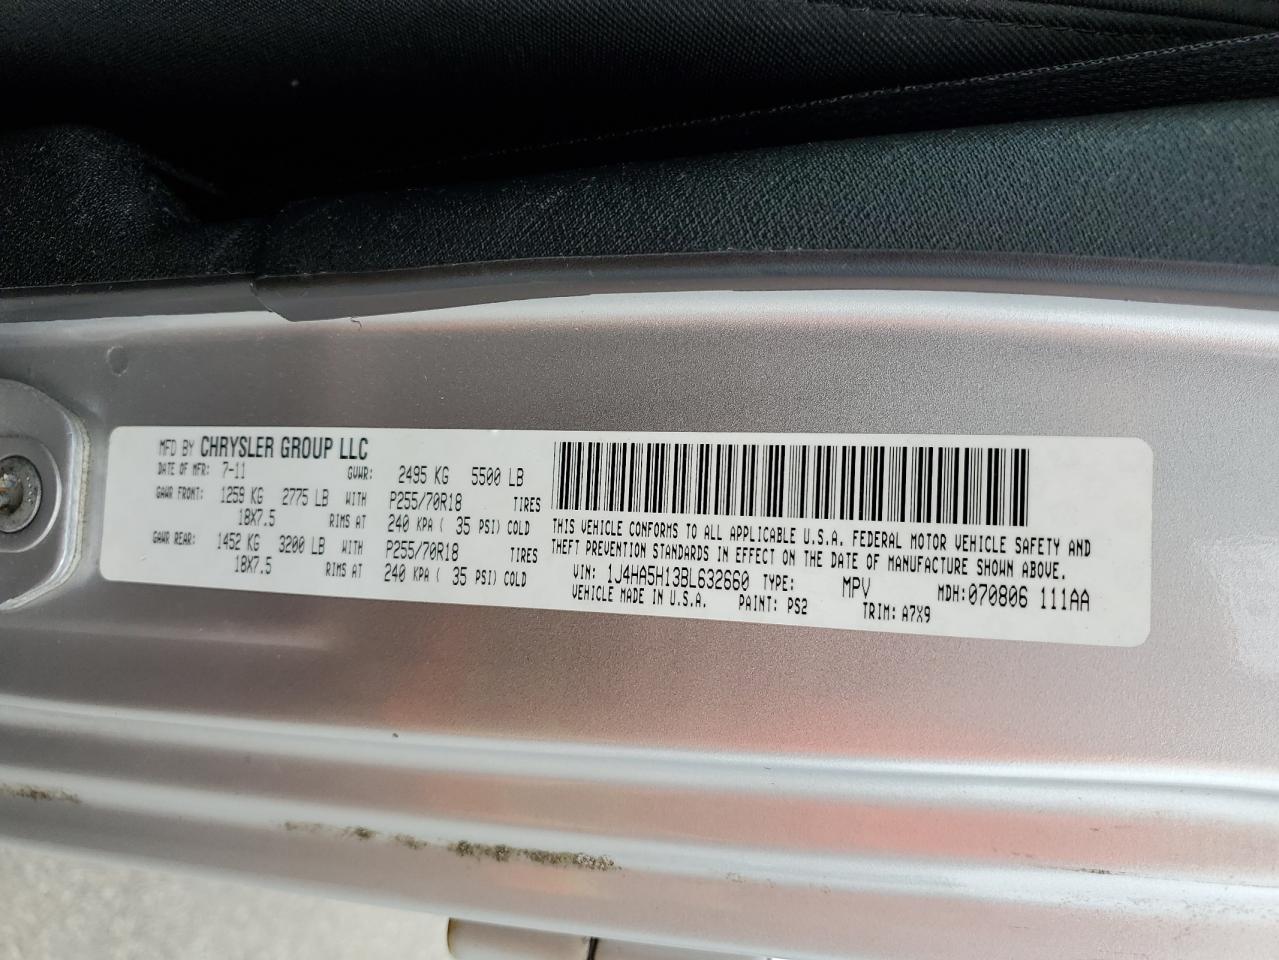 MFD BY CHRYSLER GROUP LLC
DATE OF MFR: 7-11 GVWR: 2495 KG 5500 LB
GAWR FRONT: 1259 KG 2775 LB WITH P255/70R18 TIRES
18X7.5 RIMS AT 240 KPA ( 35 PSI) COLD
GAWR REAR: 1452 KG 3200 LB WITH P255/70R18 TIRES
18X7.5 RIMS AT 240 KPA ( 35 PSI) COLD
THIS VEHICLE CONFORMS TO ALL APPLICABLE U.S.A. FEDERAL MOTOR VEHICLE SAFETY AND
THEFT PREVENTION STANDARDS IN EFFECT ON THE DATE OF MANUFACTURE SHOWN ABOVE.
VIN: 1J4HA5H13BL632660 TYPE: MPV MDH: 070806 111AA
VEHICLE MADE IN U.S.A. PAINT: PS2 TRIM: A7X9